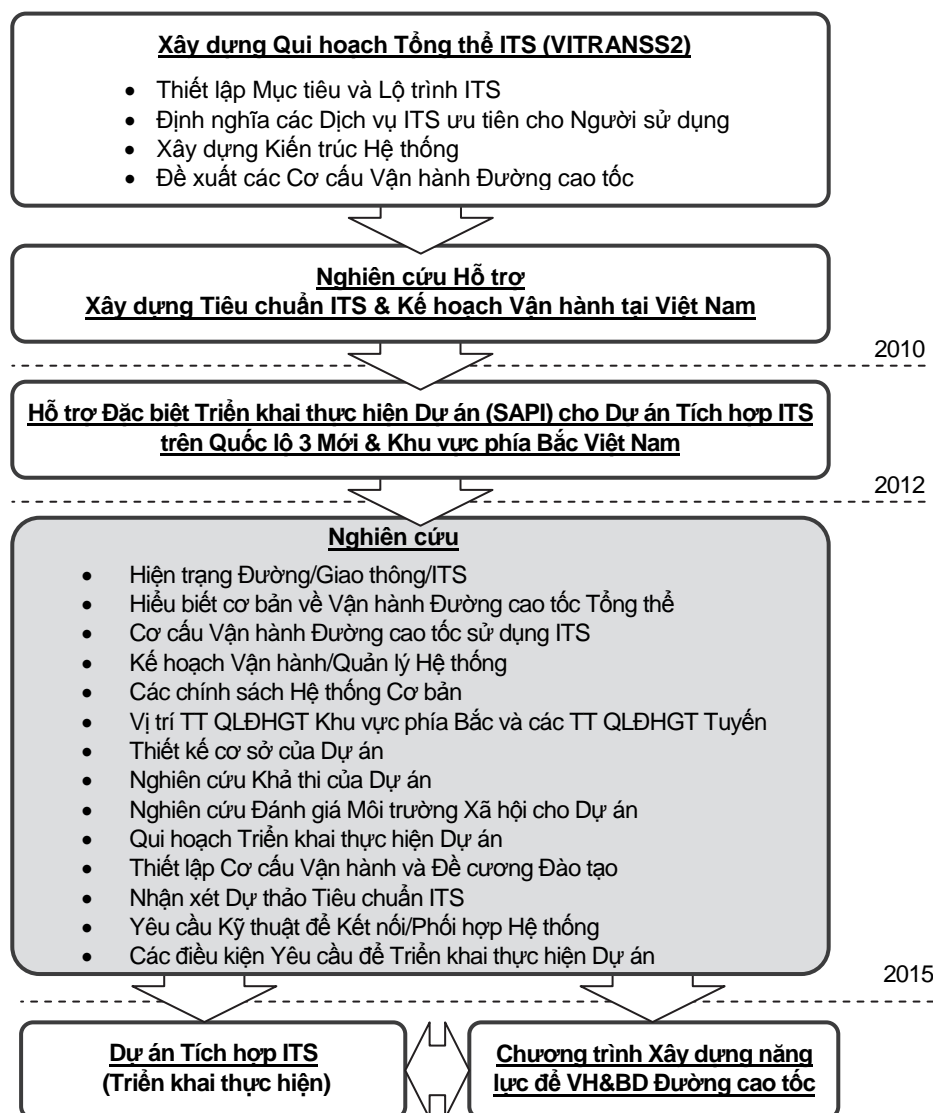 Xây dựng Qui hoạch Tổng thể ITS (VITRANSS2)
• Thiết lập Mục tiêu và Lộ trình ITS
• Định nghĩa các Dịch vụ ITS ưu tiên cho Người sử dụng
• Xây dựng Kiến trúc Hệ thống
• Đề xuất các Cơ cấu Vận hành Đường cao tốc
Nghiên cứu Hỗ trợ
Xây dựng Tiêu chuẩn ITS & Kế hoạch Vận hành tại Việt Nam
2010
Hỗ trợ Đặc biệt Triển khai thực hiện Dự án (SAPI) cho Dự án Tích hợp ITS
trên Quốc lộ 3 Mới & Khu vực phía Bắc Việt Nam
2012
Nghiên cứu
• Hiện trạng Đường/Giao thông/ITS
• Hiểu biết cơ bản về Vận hành Đường cao tốc Tổng thể
• Cơ cấu Vận hành Đường cao tốc sử dụng ITS
• Kế hoạch Vận hành/Quản lý Hệ thống
• Các chính sách Hệ thống Cơ bản
• Vị trí TT QLĐHGT Khu vực phía Bắc và các TT QLĐHGT Tuyến
• Thiết kế cơ sở của Dự án
• Nghiên cứu Khả thi của Dự án
• Nghiên cứu Đánh giá Môi trường Xã hội cho Dự án
• Qui hoạch Triển khai thực hiện Dự án
• Thiết lập Cơ cấu Vận hành và Đề cương Đào tạo
• Nhận xét Dự thảo Tiêu chuẩn ITS
• Yêu cầu Kỹ thuật để Kết nối/Phối hợp Hệ thống
• Các điều kiện Yêu cầu để Triển khai thực hiện Dự án
2015
Dự án Tích hợp ITS
(Triển khai thực hiện)
Chương trình Xây dựng năng
lực để VH&BD Đường cao tốc